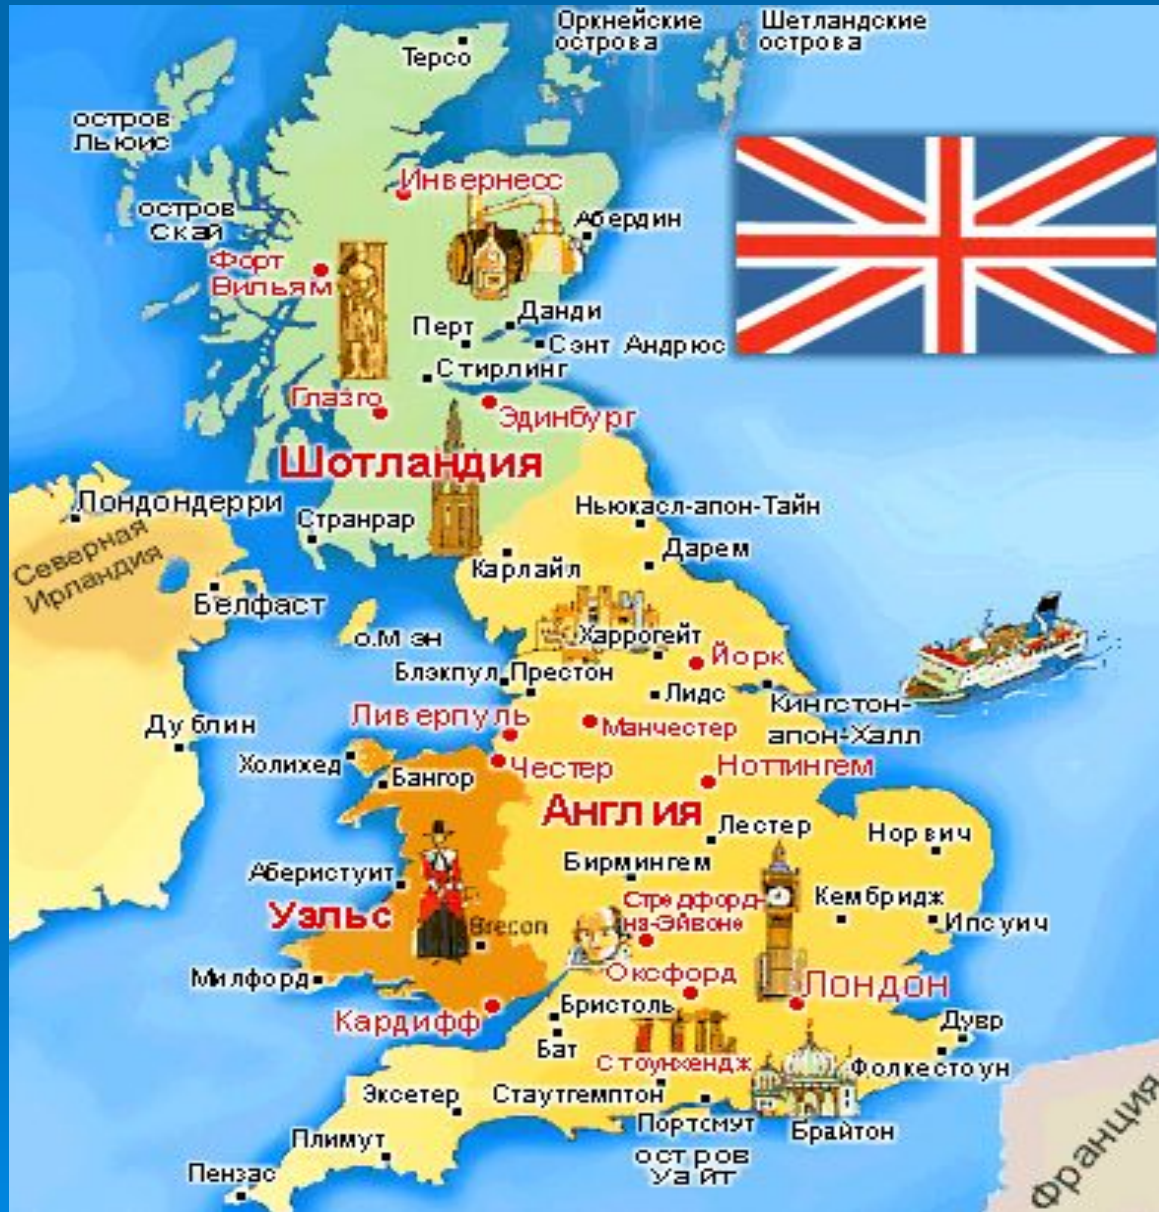 Оркнейские
острова
Шетландские
острова
Терсо
остров
Льюис
остров
Скай
Инвернесс
Абердин
Форт
Вильям
Данди
Перт
Сэнт Андрюс
Стирлинг
Глазго
Эдинбург
Шотландия
Лондондерри
Северная
Ирландия
Странрар
Ньюкасл-апон-Тайн
Дарем
Карлайл
Белфаст
о.Мэн
Харрогейт
Йорк
Блэкпул
Престон
Лидс
Кингстон-
апон-Халл
Ливерпуль
Манчестер
Дублин
Холихед
Бангор
Честер
Ноттингем
Англия
Лестер
Норвич
Бирмингем
Аберистуит
Уэльс
Brecon
Стредфорд-
на-Эйвоне
Кембридж
Ипсуич
Милфорд
Оксфорд
Лондон
Кардифф
Бристоль
Бат
Стоунхендж
Дувр
Фолкестоун
Эксетер
Стаутгемптон
Портсмут
Брайтон
остров
Уайт
Плимут
Пензас
Франция